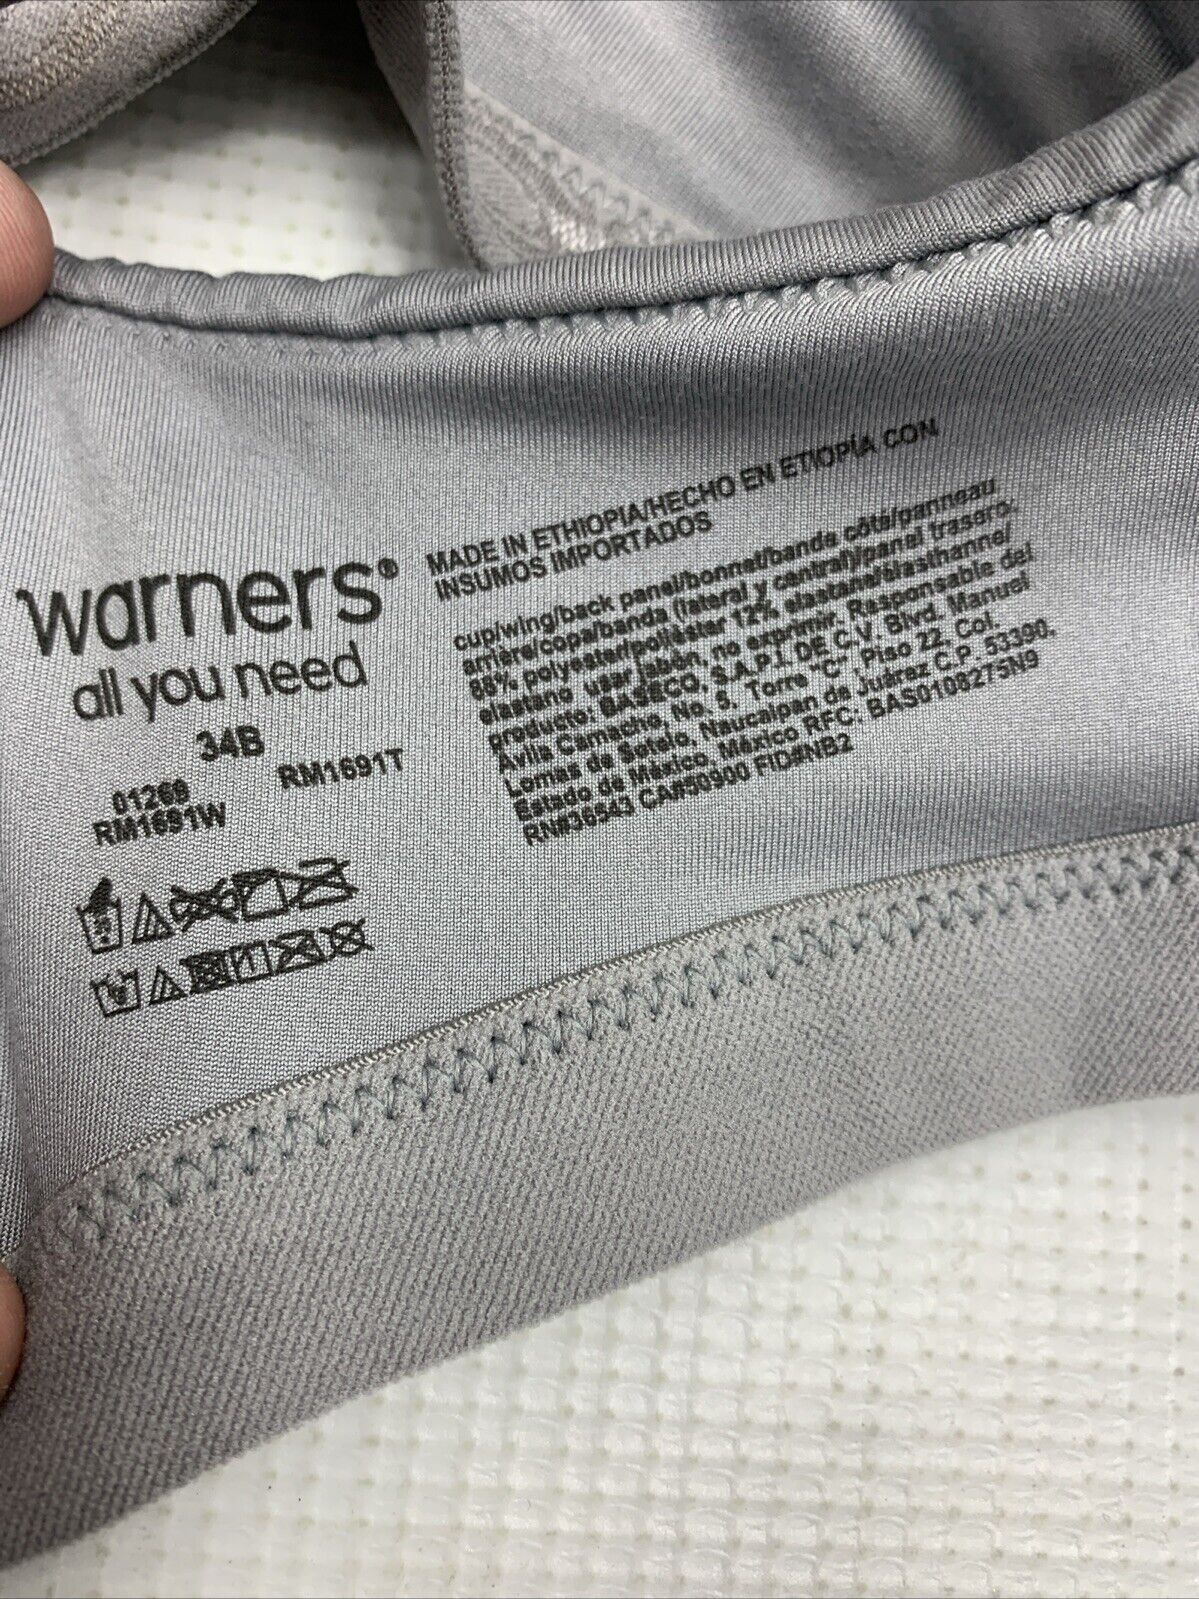 warners®
all you need
34B
01269
RM1691W
RM1691T
MADE IN ETHIOPIA/HECHO EN ETIOPÍA CON
INSUMOS IMPORTADOS
cup/wing/back panel/bonnet/bande côté/panneau
arrière/copa/banda (lateral y central)/panel trasero:
88% polyester/poliéster 12% elastane/élasthanne/
elastano usar jabón, no exprimir. Responsable del
producto: BASECO, S.A.P.I. DE C.V. Blvd. Manuel
Avila Camacho, No. 5, Torre "C", Piso 22, Col.
Lomas de Sotelo, Naucalpan de Juárez C.P. 53390,
Estado de México, México RFC: BAS0108275N9
RN#36543 CA#50900 FID#NB2